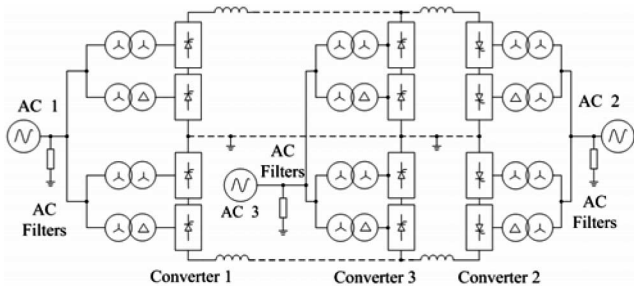 AC 1
AC 2
AC
Filters
AC 3
AC
Filters
AC
Filters
Converter 1
Converter 3
Converter 2